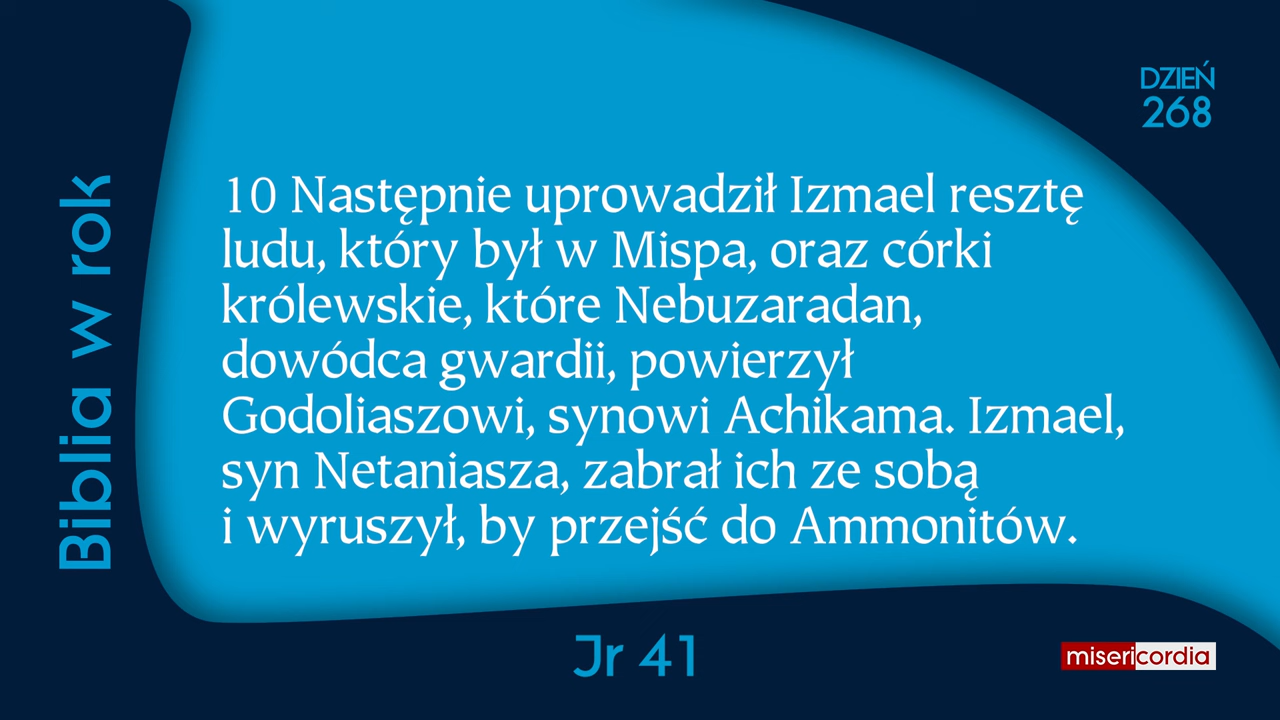 DZIEŃ
268
Biblia w rok
10 Następnie uprowadził Izmael resztę
ludu, który był w Mispa, oraz córki
królewskie, które Nebuzaradan,
dowódca gwardii, powierzył
Godoliaszowi, synowi Achikama. Izmael,
syn Netaniasza, zabrał ich ze sobą
i wyruszył, by przejść do Ammonitów.
Jr 41
misericordia